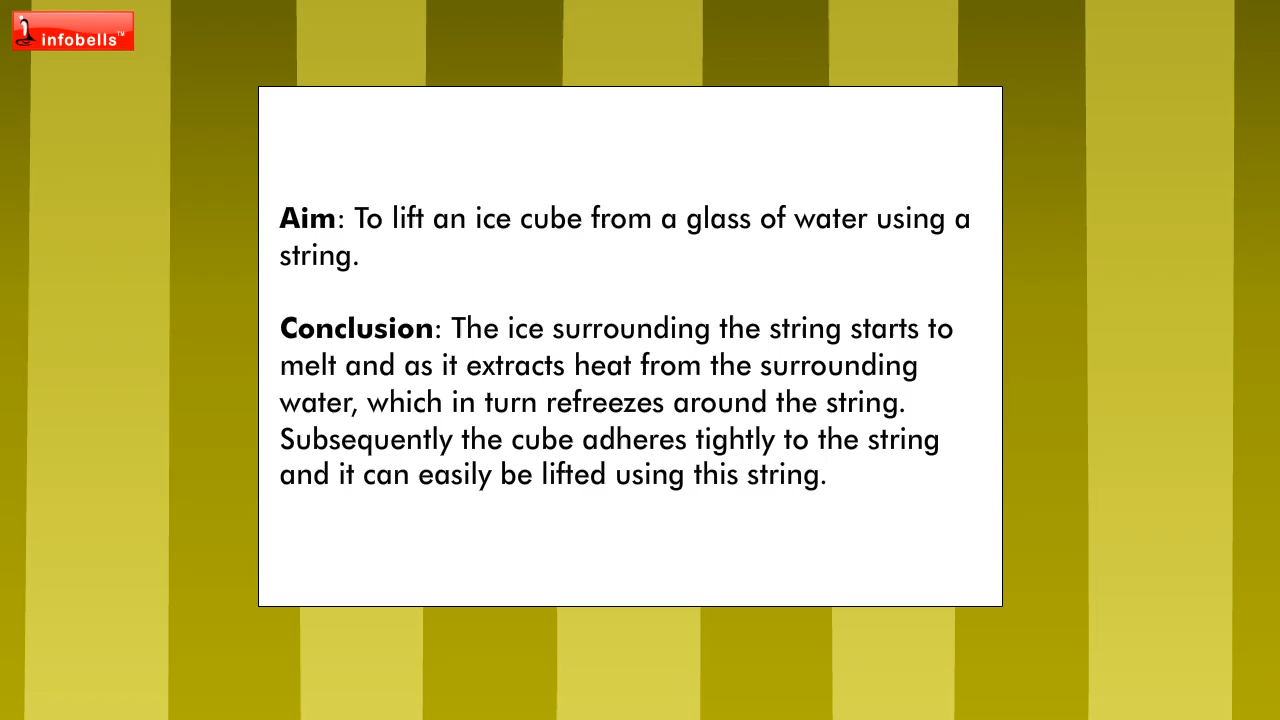 infobells™
Aim: To lift an ice cube from a glass of water using a
string.
Conclusion: The ice surrounding the string starts to
melt and as it extracts heat from the surrounding
water, which in turn refreezes around the string.
Subsequently the cube adheres tightly to the string
and it can easily be lifted using this string.